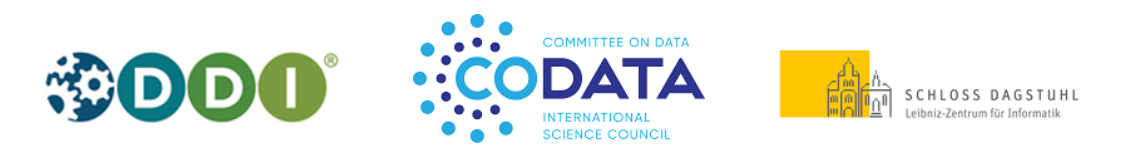 DDI®
COMMITTEE ON DATA
CODATA
INTERNATIONAL
SCIENCE COUNCIL
SCHLOSS DAGSTUHL
Leibniz-Zentrum für Informatik